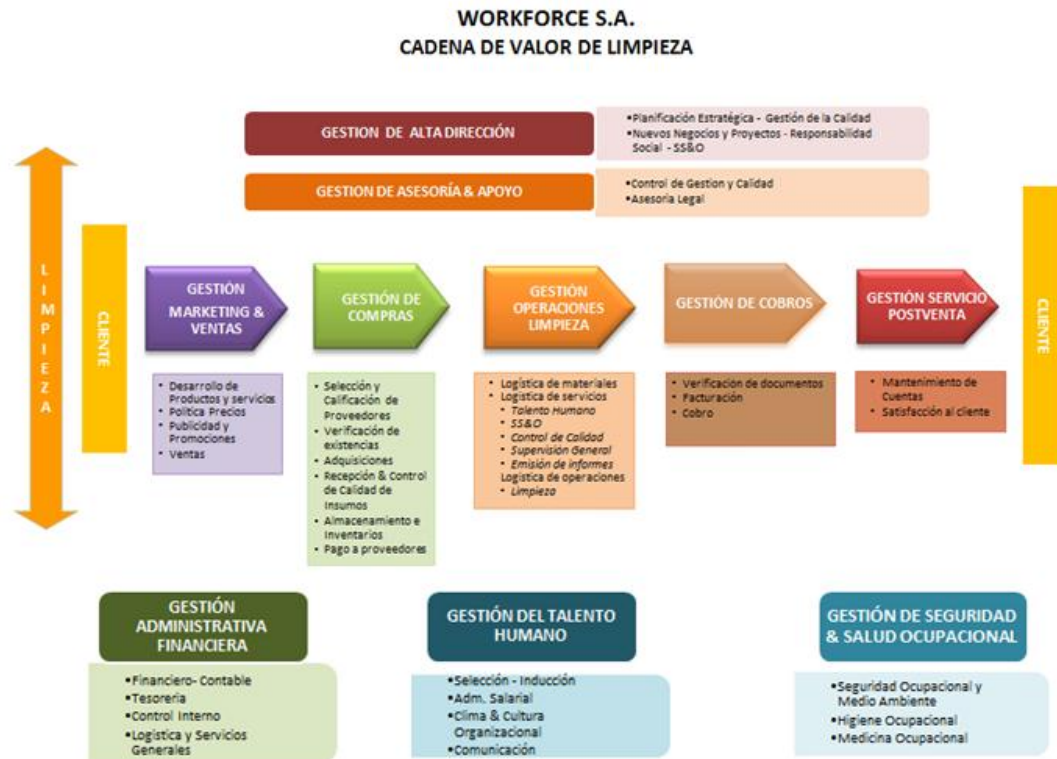 WORKFORCE S.A.
CADENA DE VALOR DE LIMPIEZA
GESTION DE ALTA DIRECCIÓN
•Planificación Estratégica - Gestión de la Calidad
•Nuevos Negocios y Proyectos - Responsabilidad
Social - SS&O
GESTION DE ASESORÍA & APOYO
•Control de Gestion y Calidad
•Asesoria Legal
LIMPIEZA
CLIENTE
GESTIÓN
MARKETING &
VENTAS
• Desarrollo de
Productos y servicios
• Política Precios
• Publicidad y
Promociones
• Ventas
GESTIÓN DE
COMPRAS
• Selección y
Calificación de
Proveedores
• Verificación de
existencias
• Adquisiciones
• Recepción & Control
de Calidad de
Insumos
• Almacenamiento e
Inventarios
• Pago a proveedores
GESTIÓN
OPERACIONES
LIMPIEZA
• Logística de materiales
• Logística de servicios
• Talento Humano
• SS&O
• Control de Calidad
• Supervisión General
• Emisión de informes
Logística de operaciones
• Limpieza
GESTIÓN DE COBROS
• Verificación de documentos
• Facturación
• Cobro
GESTIÓN SERVICIO
POSTVENTA
• Mantenimiento de
Cuentas
• Satisfacción al cliente
CLIENTE
GESTIÓN
ADMINISTRATIVA
FINANCIERA
•Financiero- Contable
•Tesorería
•Control Interno
•Logística y Servicios
Generales
GESTIÓN DEL TALENTO
HUMANO
•Selección - Inducción
•Adm. Salarial
•Clima & Cultura
Organizacional
•Comunicación
GESTIÓN DE SEGURIDAD
& SALUD OCUPACIONAL
•Seguridad Ocupacional y
Medio Ambiente
•Higiene Ocupacional
•Medicina Ocupacional